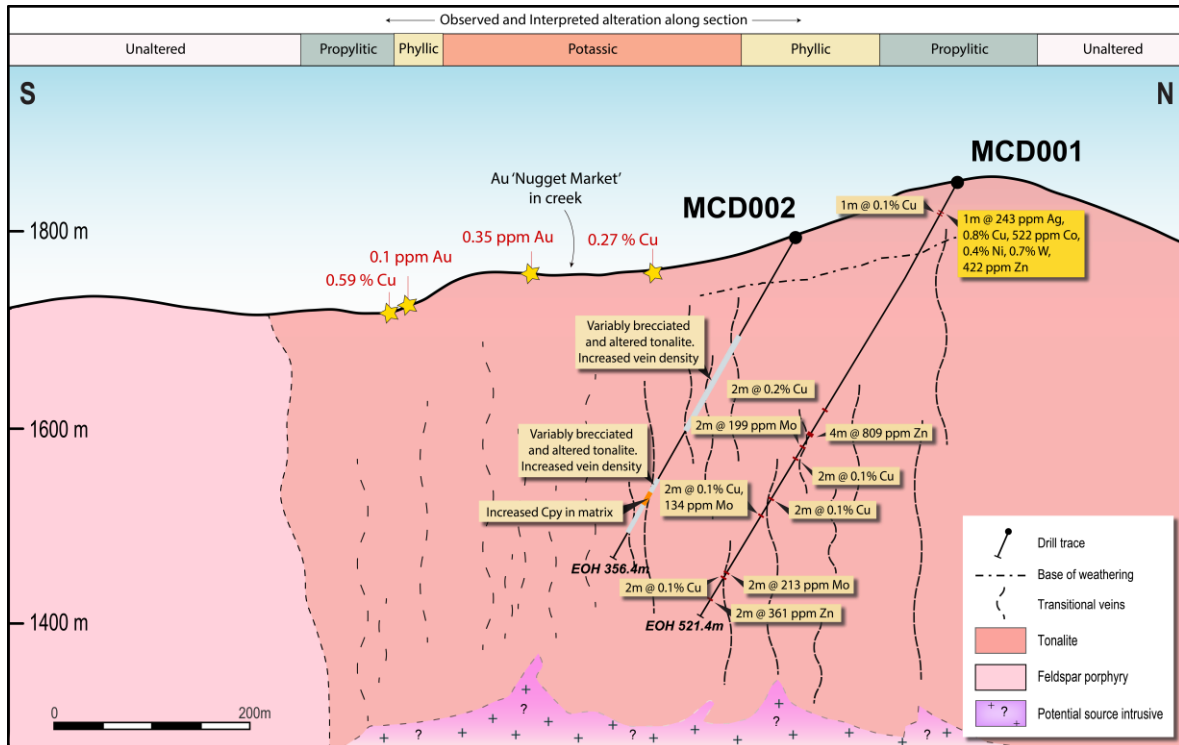 Observed and Interpreted alteration along section
Unaltered
Propylitic
Phyllic
Potassic
Phyllic
Propylitic
Unaltered
S
N
MCD001
MCD002
Au 'Nugget Market'
in creek
1m @ 0.1% Cu
1m @ 243 ppm Ag,
0.8% Cu, 522 ppm Co,
0.4% Ni, 0.7% W,
422 ppm Zn
1800 m
0.35 ppm Au
0.27 % Cu
0.1 ppm Au
0.59 % Cu
Variably brecciated
and altered tonalite.
Increased vein density
2m @ 0.2% Cu
1600 m
2m @ 199 ppm Mo
4m @ 809 ppm Zn
Variably brecciated
and altered tonalite.
Increased vein density
2m @ 0.1% Cu
2m @ 0.1% Cu,
134 ppm Mo
2m @ 0.1% Cu
Increased Cpy in matrix
EOH 356.4m
2m @ 0.1% Cu
2m @ 213 ppm Mo
2m @ 361 ppm Zn
EOH 521.4m
1400 m
Drill trace
Base of weathering
Transitional veins
Tonalite
Feldspar porphyry
+ ? +
Potential source intrusive
0
200m
? ? ? ? ?